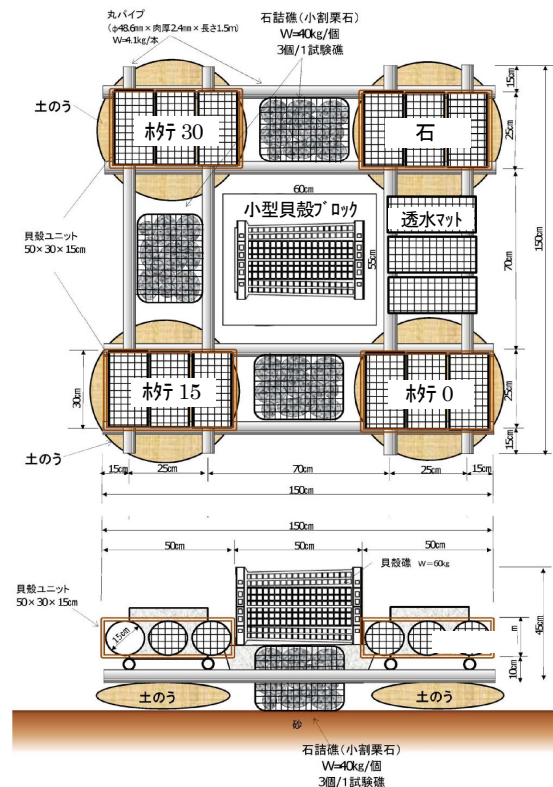 丸パイプ
(φ48.6mm×肉厚2.4mm×長さ1.5m)
W=4.1kg/本
石詰礁(小割栗石)
W=40kg/個
3個/1試験礁
土のう
ホタテ 30
石
15cm
25cm
60cm
小型貝殻ブロック
55cm
透水マット
貝殻ユニット
50×30×15cm
70cm
150cm
ホタテ 15
ホタテ 0
30cm
25cm
15cm
土のう
15cm
25cm
70cm
25cm
15cm
150cm
150cm
50cm
50cm
50cm
貝殻礁 W=60kg
貝殻ユニット
50×30×15cm
15cm
m
45cm
10cm
土のう
土のう
砂
石詰礁(小割栗石)
W=40kg/個
3個/1試験礁